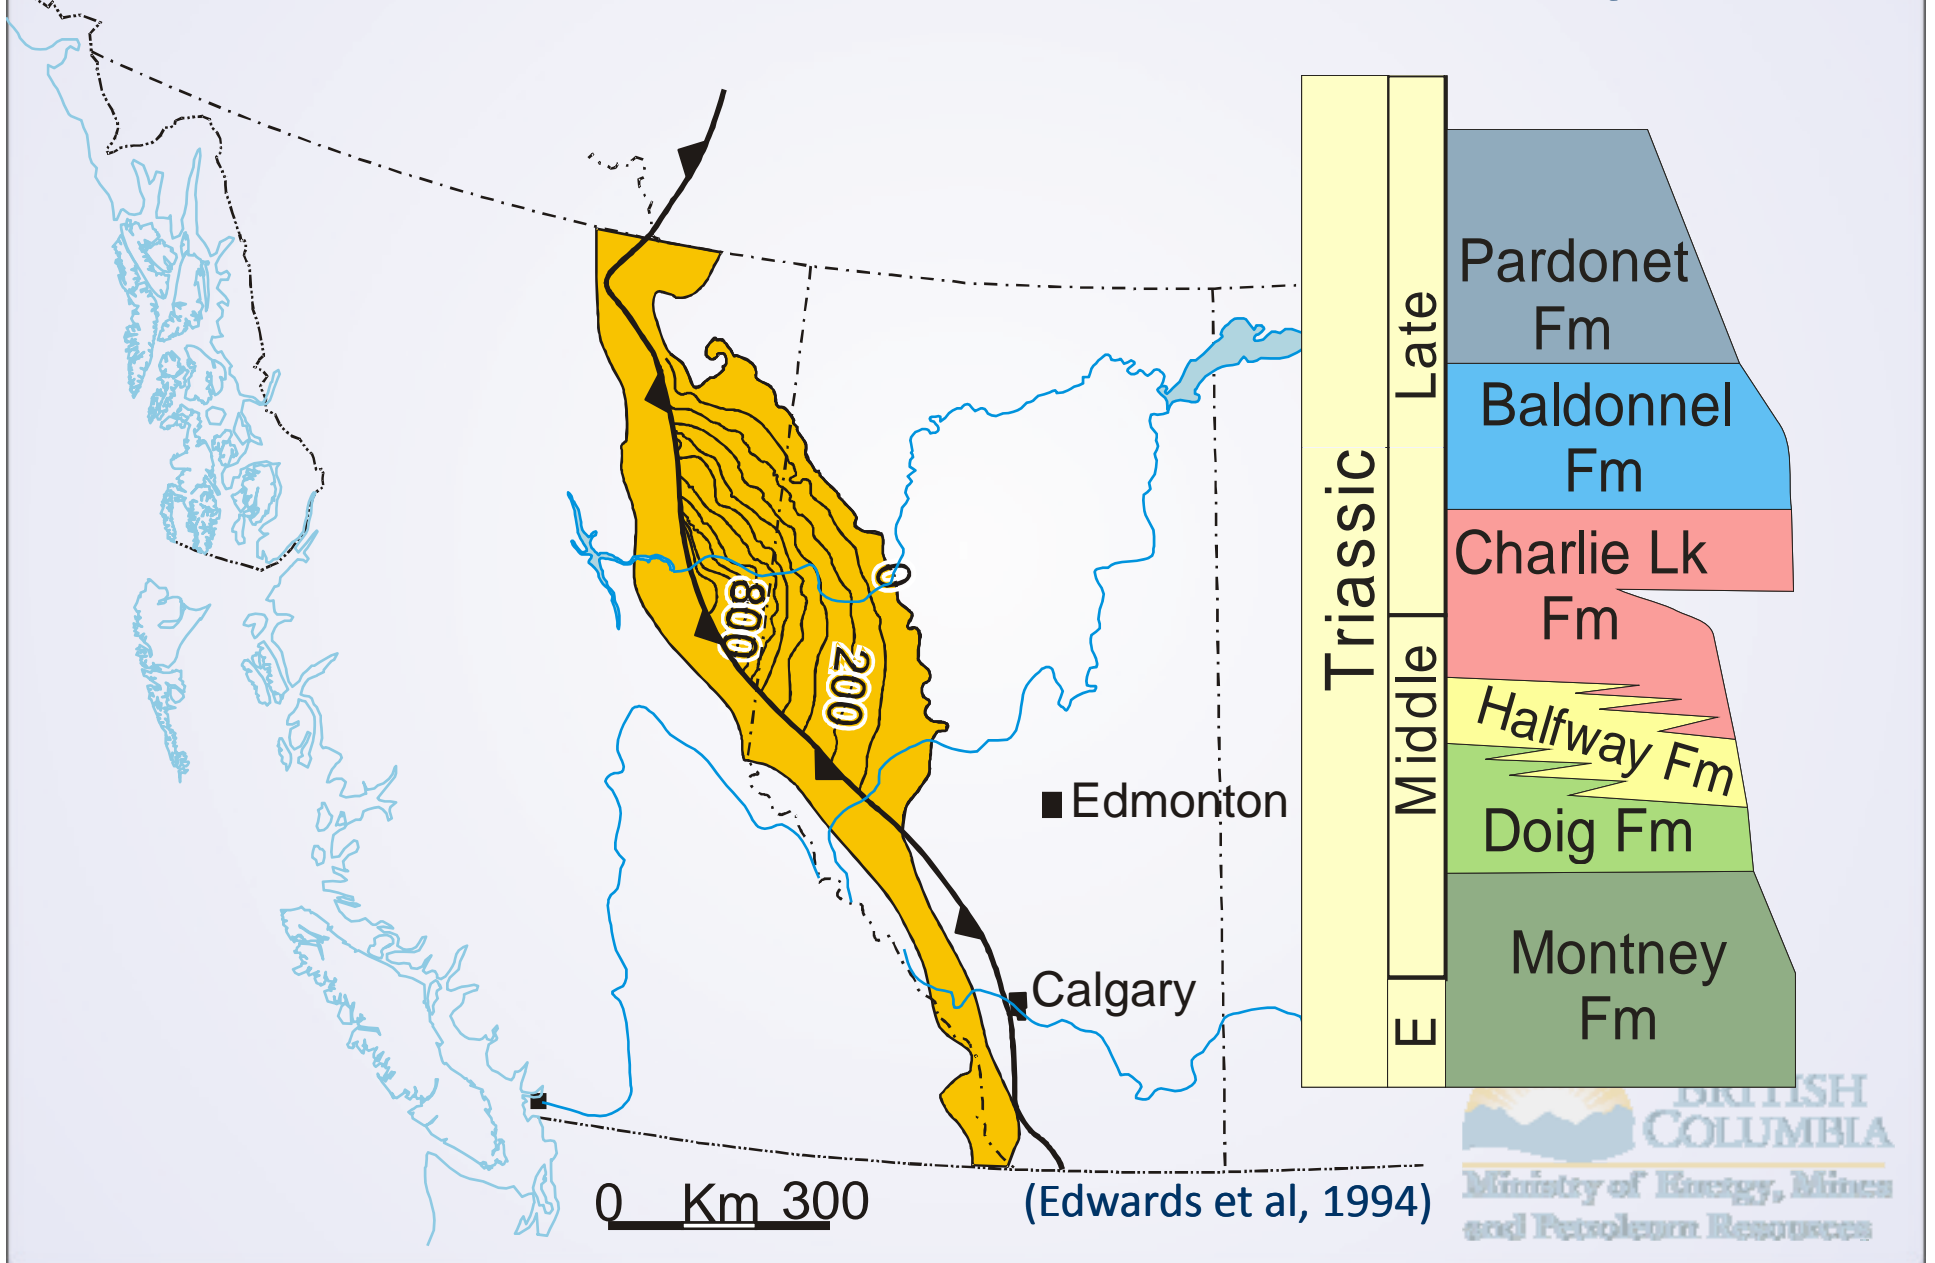 Triassic
Late
Middle
E
Pardonet
Fm
Baldonnel
Fm
Charlie Lk
Fm
Halfway Fm
Doig Fm
Montney
Fm
0
800
200
Edmonton
Calgary
0 Km 300
(Edwards et al, 1994)
BRITISH
COLUMBIA
Ministry of Energy, Mines
and Petroleum Resources